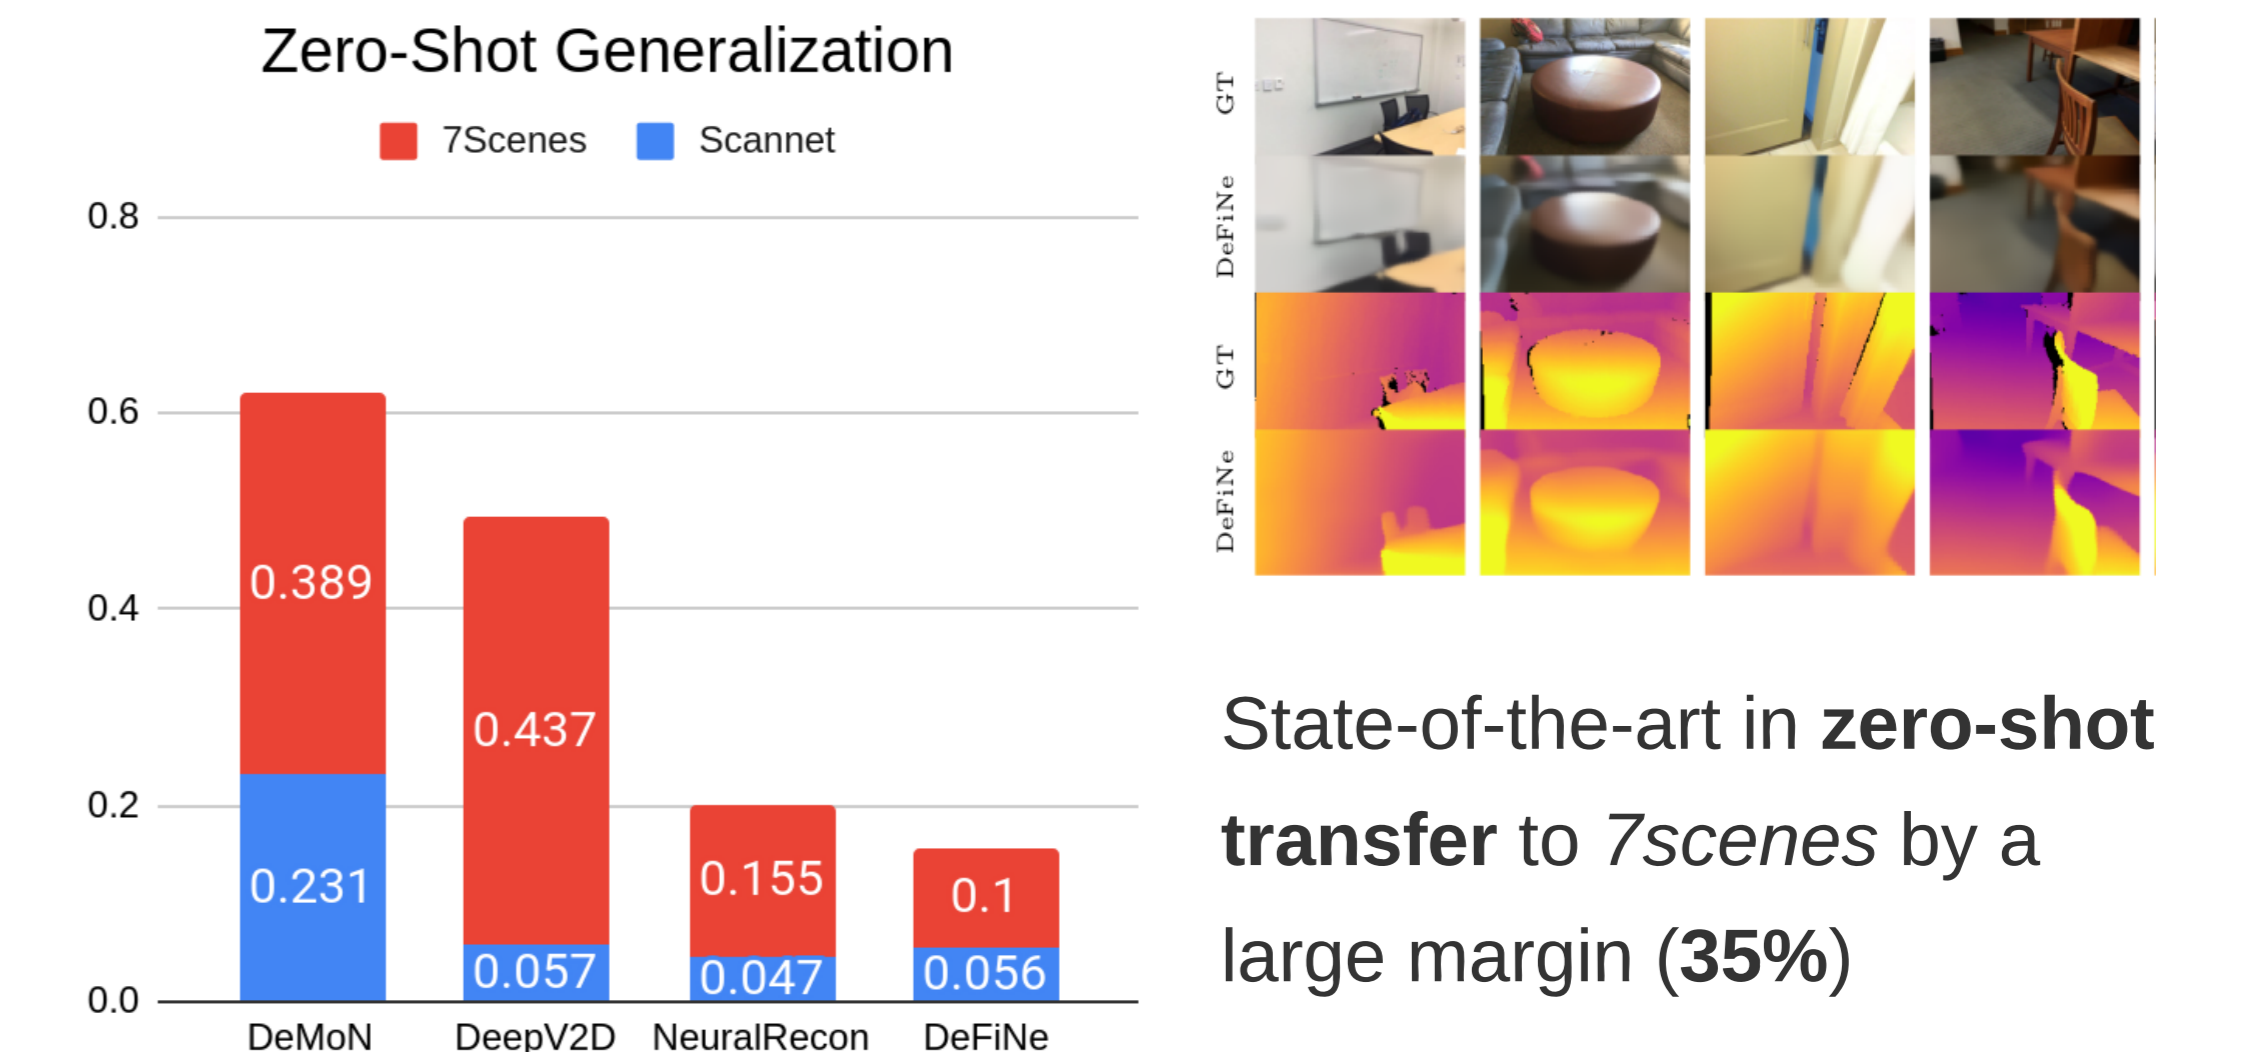 Zero-Shot Generalization
7Scenes Scannet
0.8
0.6
0.4
0.2
0.0
0.389
0.231
0.437
0.057
0.155
0.047
0.1
0.056
DeMoN DeepV2D NeuralRecon DeFiNe
GT
DeFiNe
GT
DeFiNe
State-of-the-art in zero-shot
transfer to 7scenes by a
large margin (35%)